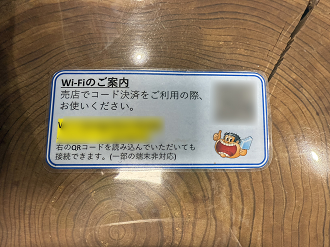 Wi-Fiのご案内
売店でコード決済をご利用の際、
お使いください。
右のQRコードを読み込んでいただいても
接続できます。(一部の端末非対応)